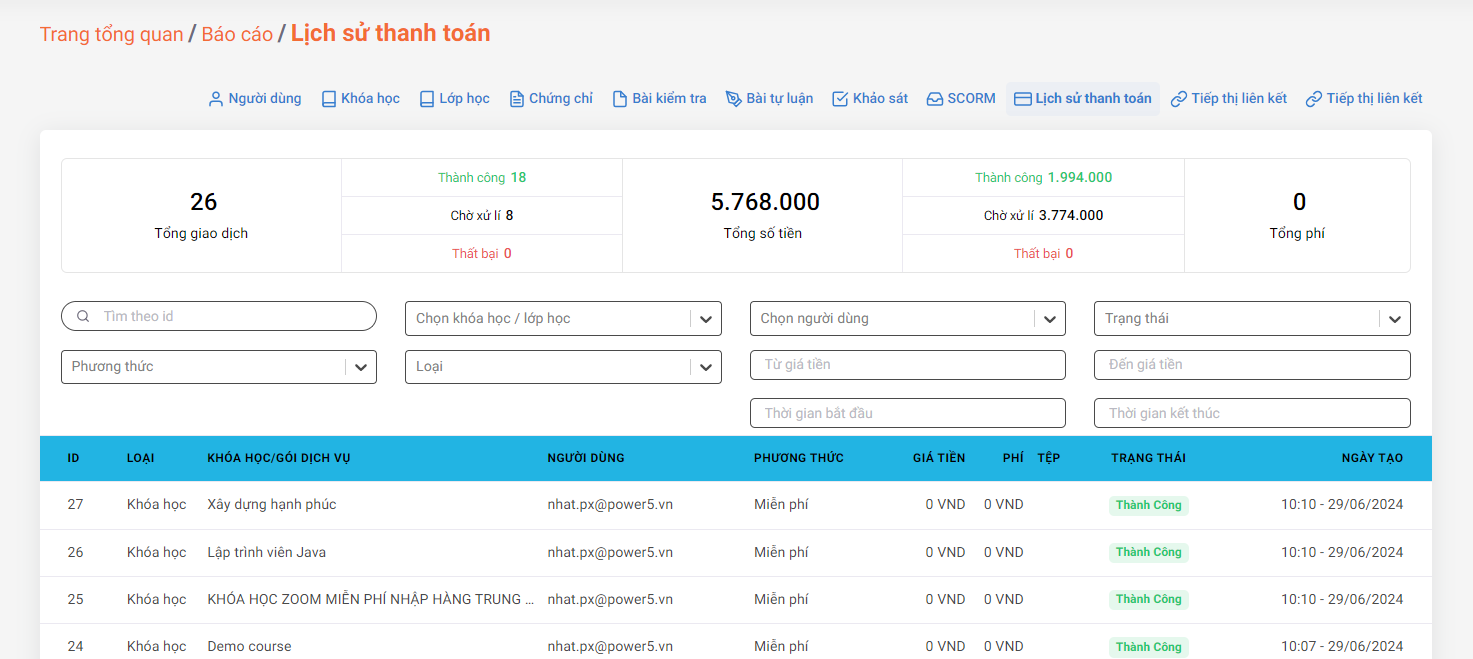 Trang tổng quan / Báo cáo / Lịch sử thanh toán
Người dùng Khóa học Lớp học Chứng chỉ Bài kiểm tra Bài tự luận Khảo sát SCORM Lịch sử thanh toán Tiếp thị liên kết Tiếp thị liên kết
26
Tổng giao dịch
Thành công 18
Chờ xử lí 8
Thất bại 0
5.768.000
Tổng số tiền
Thành công 1.994.000
Chờ xử lí 3.774.000
Thất bại 0
0
Tổng phí
Tìm theo id Chọn khóa học / lớp học Chọn người dùng Trạng thái
Phương thức Loại Từ giá tiền Đến giá tiền
Thời gian bắt đầu Thời gian kết thúc
ID LOẠI KHÓA HỌC/GÓI DỊCH VỤ NGƯỜI DÙNG PHƯƠNG THỨC GIÁ TIỀN PHÍ TỆP TRẠNG THÁI NGÀY TẠO
27 Khóa học Xây dựng hạnh phúc nhat.px@power5.vn Miễn phí 0 VND 0 VND Thành Công 10:10 - 29/06/2024
26 Khóa học Lập trình viên Java nhat.px@power5.vn Miễn phí 0 VND 0 VND Thành Công 10:10 - 29/06/2024
25 Khóa học KHÓA HỌC ZOOM MIỄN PHÍ NHẬP HÀNG TRUNG ... nhat.px@power5.vn Miễn phí 0 VND 0 VND Thành Công 10:10 - 29/06/2024
24 Khóa học Demo course nhat.px@power5.vn Miễn phí 0 VND 0 VND Thành Công 10:07 - 29/06/2024